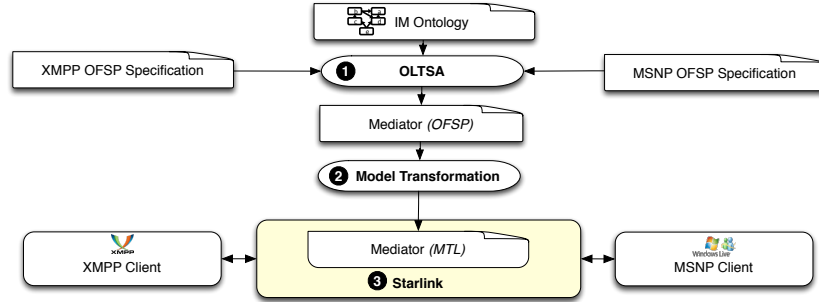 IM Ontology
XMPP OFSP Specification
1 OLTSA
MSNP OFSP Specification
Mediator (OFSP)
2 Model Transformation
XMPP
XMPP Client
Mediator (MTL)
Windows Live
MSNP Client
3 Starlink